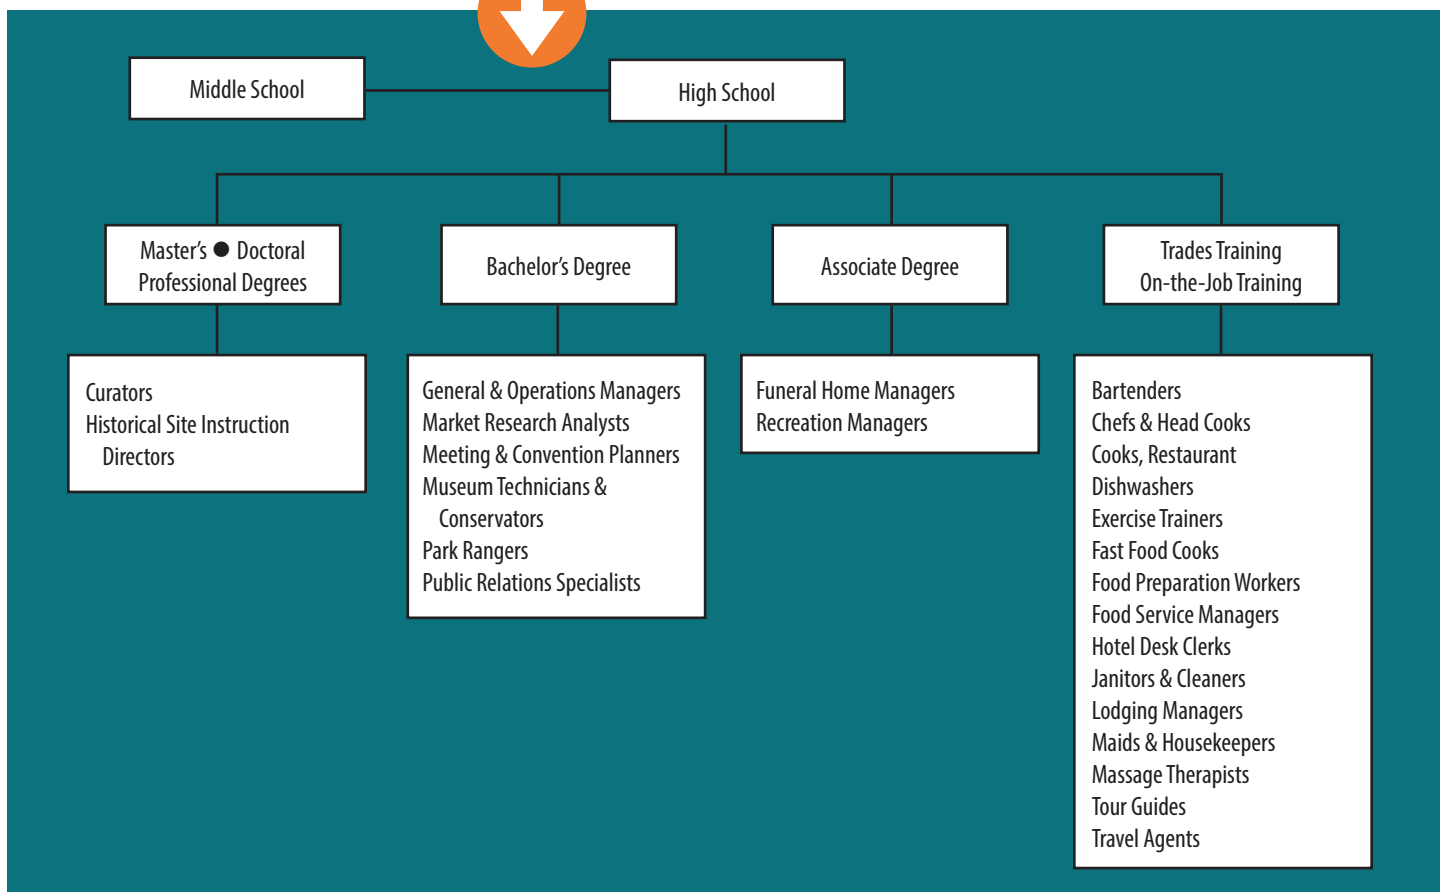 Middle School
High School
Master's ● Doctoral
Professional Degrees
Bachelor's Degree
Associate Degree
Trades Training
On-the-Job Training
Curators
Historical Site Instruction
Directors
General & Operations Managers
Market Research Analysts
Meeting & Convention Planners
Museum Technicians &
Conservators
Park Rangers
Public Relations Specialists
Funeral Home Managers
Recreation Managers
Bartenders
Chefs & Head Cooks
Cooks, Restaurant
Dishwashers
Exercise Trainers
Fast Food Cooks
Food Preparation Workers
Food Service Managers
Hotel Desk Clerks
Janitors & Cleaners
Lodging Managers
Maids & Housekeepers
Massage Therapists
Tour Guides
Travel Agents